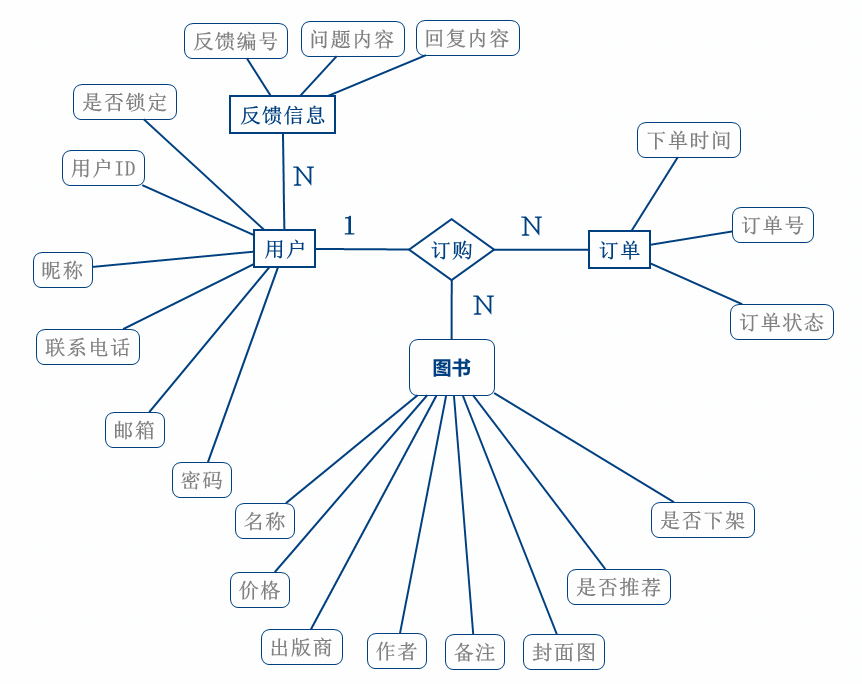 反馈编号
问题内容
回复内容
是否锁定
反馈信息
下单时间
用户ID
N
1
N
订单号
用户
订购
订单
昵称
N
订单状态
联系电话
图书
邮箱
密码
名称
是否下架
价格
是否推荐
出版商
作者
备注
封面图